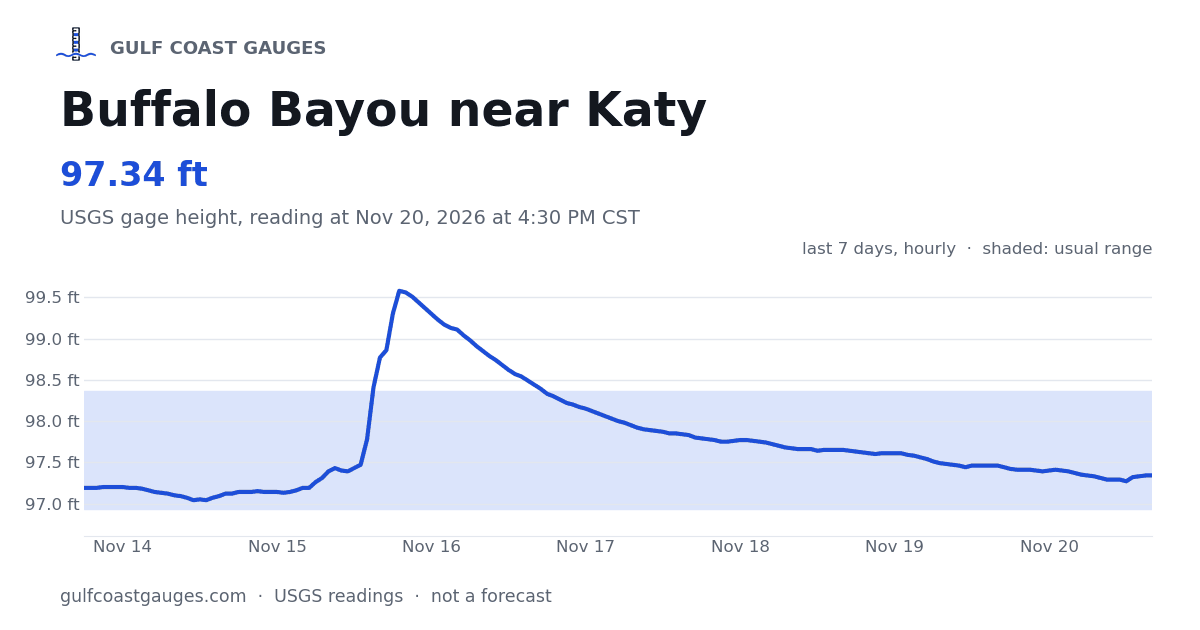 GULF COAST GAUGES
Buffalo Bayou near Katy
97.34 ft
USGS gage height, reading at Nov 20, 2026 at 4:30 PM CST
last 7 days, hourly · shaded: usual range
99.5 ft
99.0 ft
98.5 ft
98.0 ft
97.5 ft
97.0 ft
Nov 14 Nov 15 Nov 16 Nov 17 Nov 18 Nov 19 Nov 20
gulfcoastgauges.com · USGS readings · not a forecast